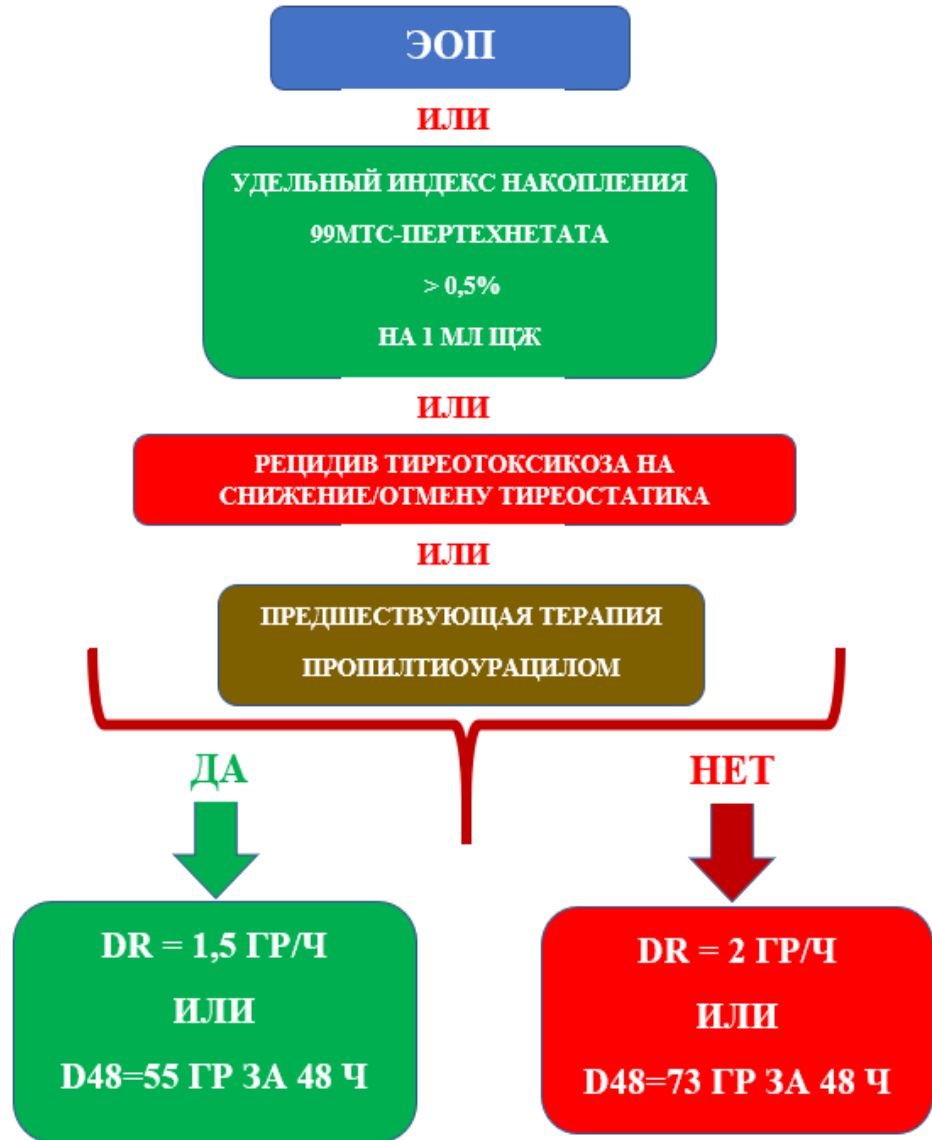 ЭОП
ИЛИ
УДЕЛЬНЫЙ ИНДЕКС НАКОПЛЕНИЯ
99МТС-ПЕРТЕХНЕТАТА
> 0,5%
НА 1 МЛ ЩЖ
ИЛИ
РЕЦИДИВ ТИРЕОТОКСИКОЗА НА
СНИЖЕНИЕ/ОТМЕНУ ТИРЕОСТАТИКА
ИЛИ
ПРЕДШЕСТВУЮЩАЯ ТЕРАПИЯ
ПРОПИЛТИОУРАЦИЛОМ
ДА
DR = 1,5 ГР/Ч
ИЛИ
D48=55 ГР ЗА 48 Ч
НЕТ
DR = 2 ГР/Ч
ИЛИ
D48=73 ГР ЗА 48 Ч